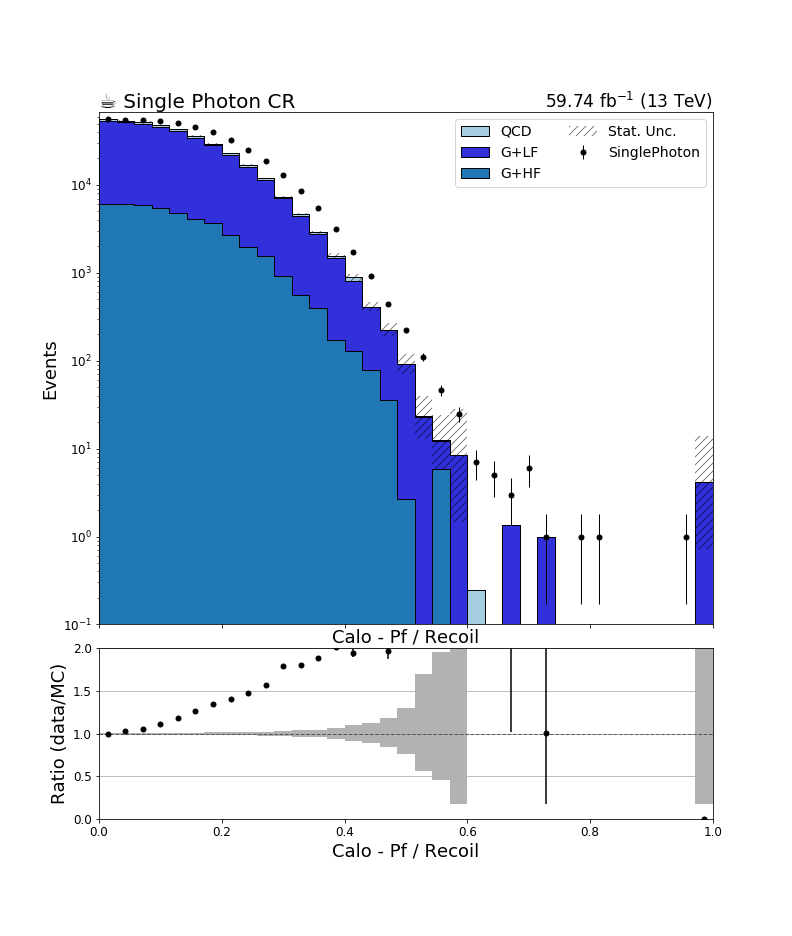 ☕ Single Photon CR
59.74 fb⁻¹ (13 TeV)
QCD
G+LF
G+HF
Stat. Unc.
SinglePhoton
Events
10⁴
10³
10²
10¹
10⁰
10⁻¹
Calo - Pf / Recoil
Ratio (data/MC)
2.0
1.5
1.0
0.5
0.0
0.0 0.2 0.4 0.6 0.8 1.0
Calo - Pf / Recoil